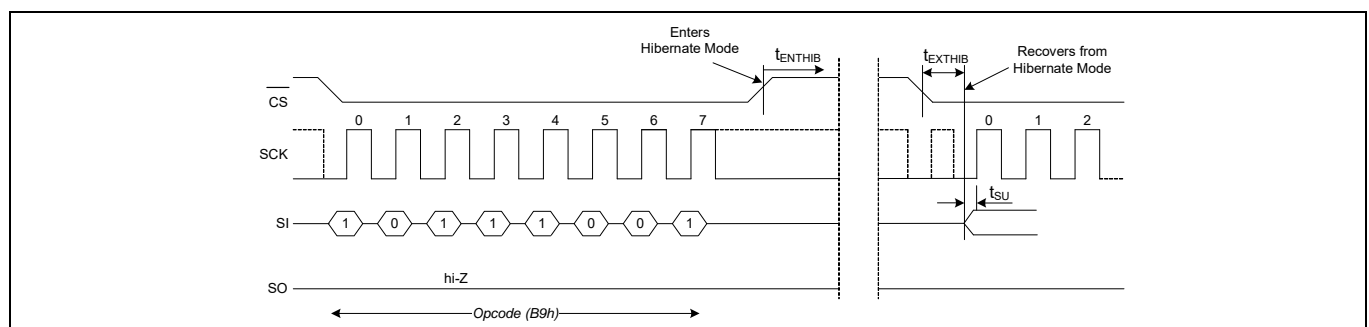 Enters
Hibernate Mode
tENTHIB
tEXTHIB
Recovers from
Hibernate Mode
CS
0 1 2 3 4 5 6 7 0 1 2
SCK
tSU
SI 1 0 1 1 1 0 0 1
hi-Z
SO
Opcode (B9h)